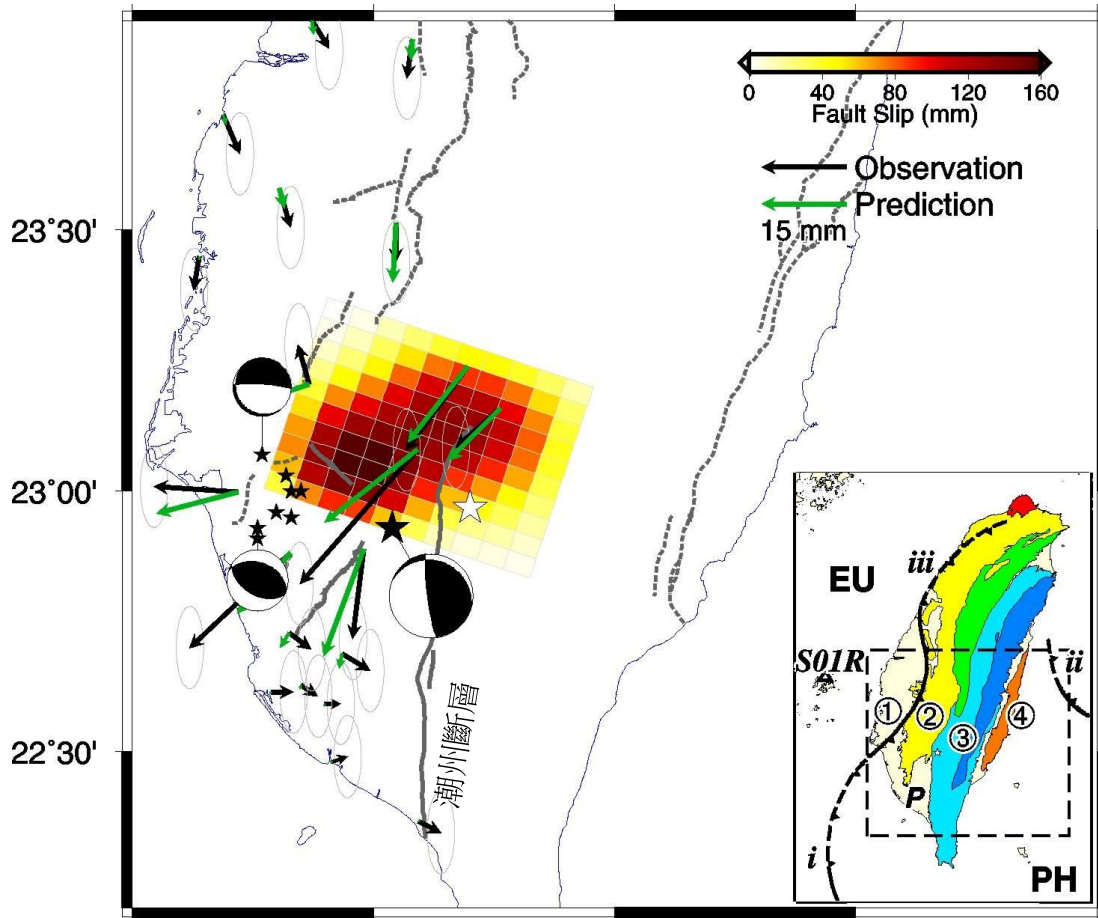 0 40 80 120 160
Fault Slip (mm)
Observation
Prediction
15 mm
23°30'
23°00'
22°30'
潮州斷層
EU
iii
S01R
ii
① ② ③ ④
P
i
PH